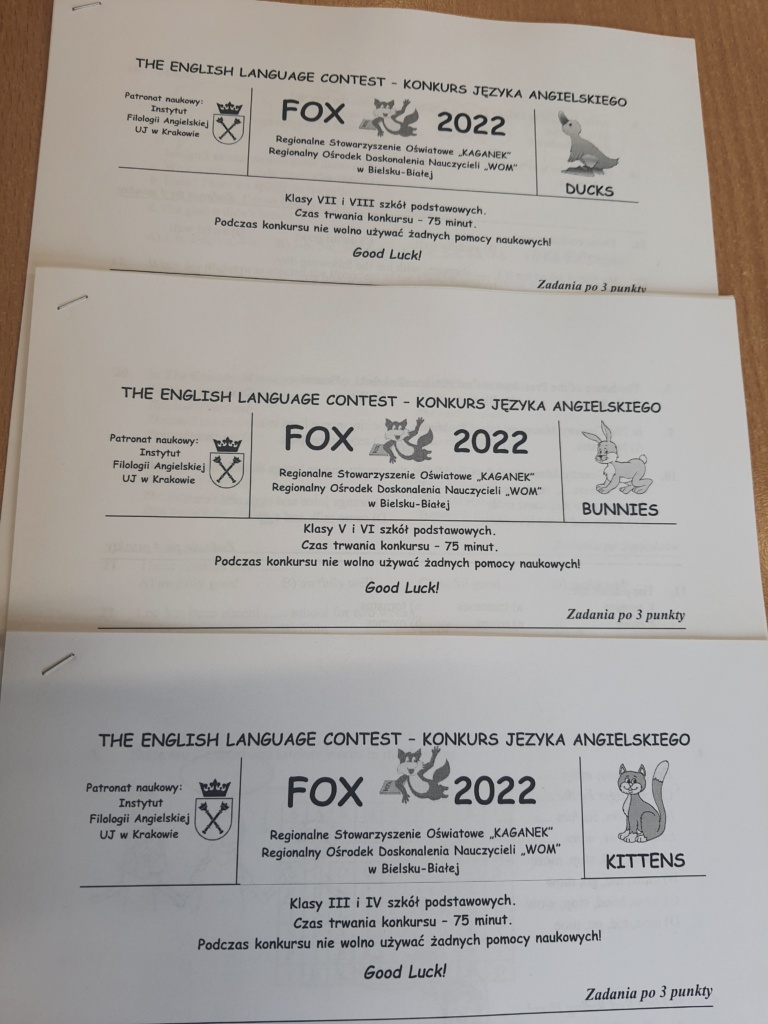 THE ENGLISH LANGUAGE CONTEST – KONKURS JĘZYKA ANGIELSKIEGO
Patronat naukowy:
Instytut
Filologii Angielskiej
UJ w Krakowie
FOX 2022
Regionalne Stowarzyszenie Oświatowe „KAGANEK”
Regionalny Ośrodek Doskonalenia Nauczycieli „WOM”
w Bielsku-Białej
DUCKS
Klasy VII i VIII szkół podstawowych.
Czas trwania konkursu – 75 minut.
Podczas konkursu nie wolno używać żadnych pomocy naukowych!
Good Luck!
Zadania po 3 punkty
THE ENGLISH LANGUAGE CONTEST – KONKURS JĘZYKA ANGIELSKIEGO
Patronat naukowy:
Instytut
Filologii Angielskiej
UJ w Krakowie
FOX 2022
Regionalne Stowarzyszenie Oświatowe „KAGANEK”
Regionalny Ośrodek Doskonalenia Nauczycieli „WOM”
w Bielsku-Białej
BUNNIES
Klasy V i VI szkół podstawowych.
Czas trwania konkursu – 75 minut.
Podczas konkursu nie wolno używać żadnych pomocy naukowych!
Good Luck!
Zadania po 3 punkty
THE ENGLISH LANGUAGE CONTEST – KONKURS JEZYKA ANGIELSKIEGO
Patronat naukowy:
Instytut
Filologii Angielskiej
UJ w Krakowie
FOX 2022
Regionalne Stowarzyszenie Oświatowe „KAGANEK”
Regionalny Ośrodek Doskonalenia Nauczycieli „WOM”
w Bielsku-Białej
KITTENS
Klasy III i IV szkół podstawowych.
Czas trwania konkursu – 75 minut.
Podczas konkursu nie wolno używać żadnych pomocy naukowych!
Good Luck!
Zadania po 3 punkty